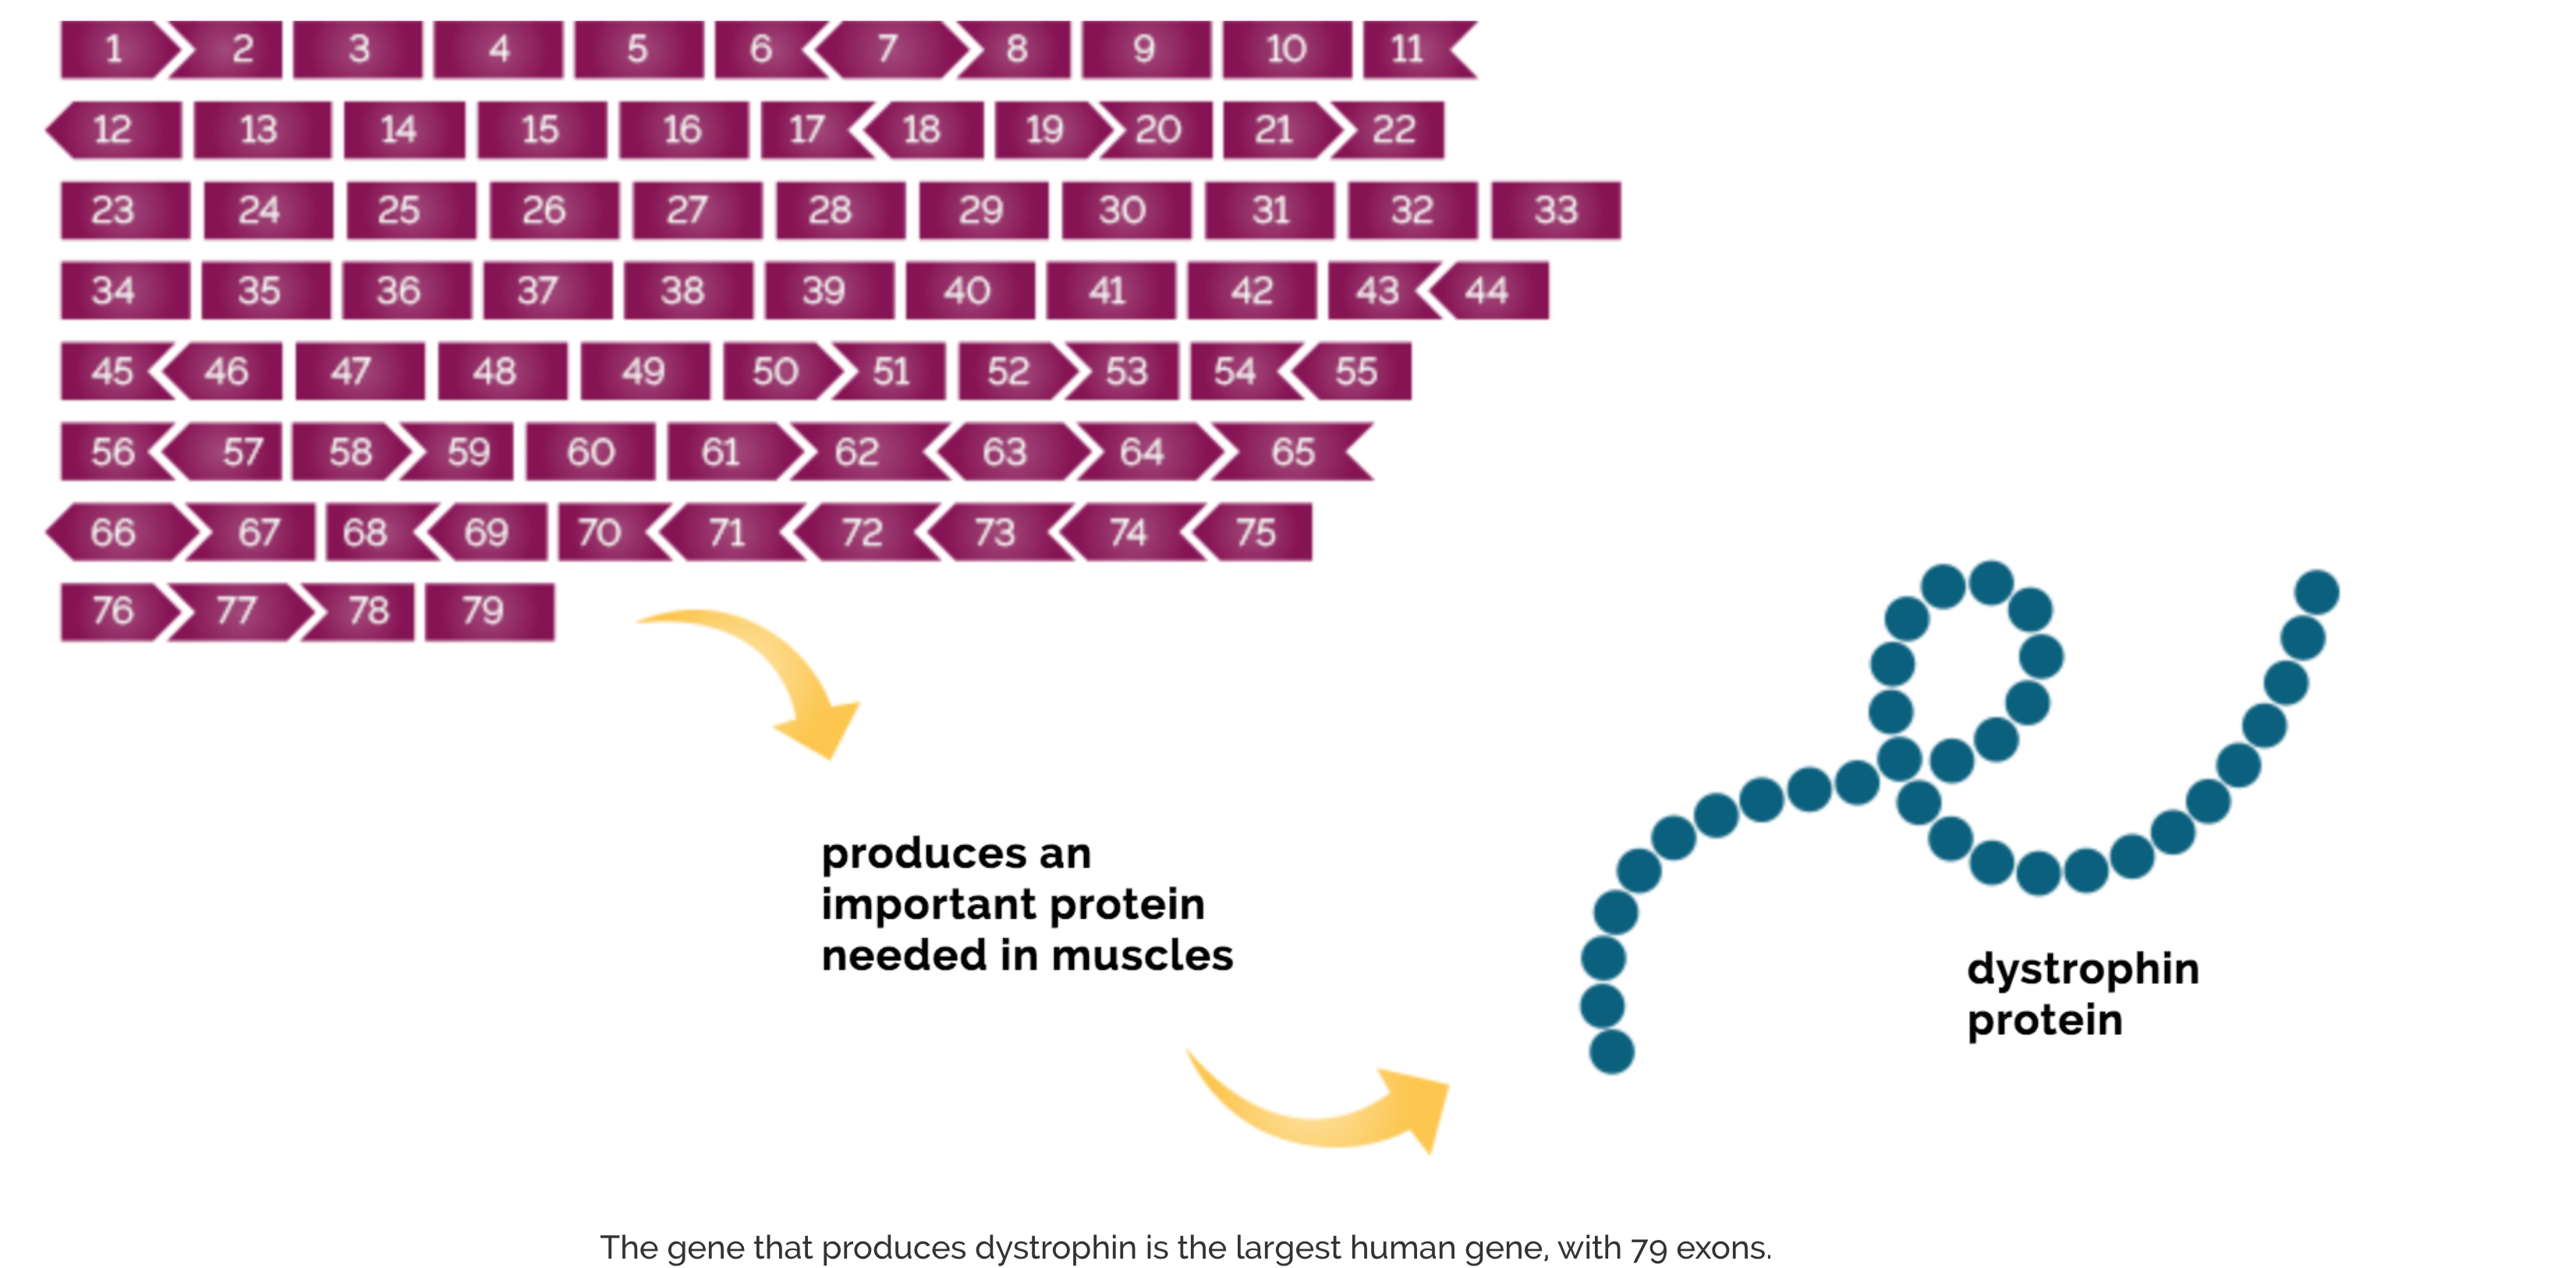 1 2 3 4 5 6 7 8 9 10 11
12 13 14 15 16 17 18 19 20 21 22
23 24 25 26 27 28 29 30 31 32 33
34 35 36 37 38 39 40 41 42 43 44
45 46 47 48 49 50 51 52 53 54 55
56 57 58 59 60 61 62 63 64 65
66 67 68 69 70 71 72 73 74 75
76 77 78 79
produces an
important protein
needed in muscles
dystrophin
protein
The gene that produces dystrophin is the largest human gene, with 79 exons.